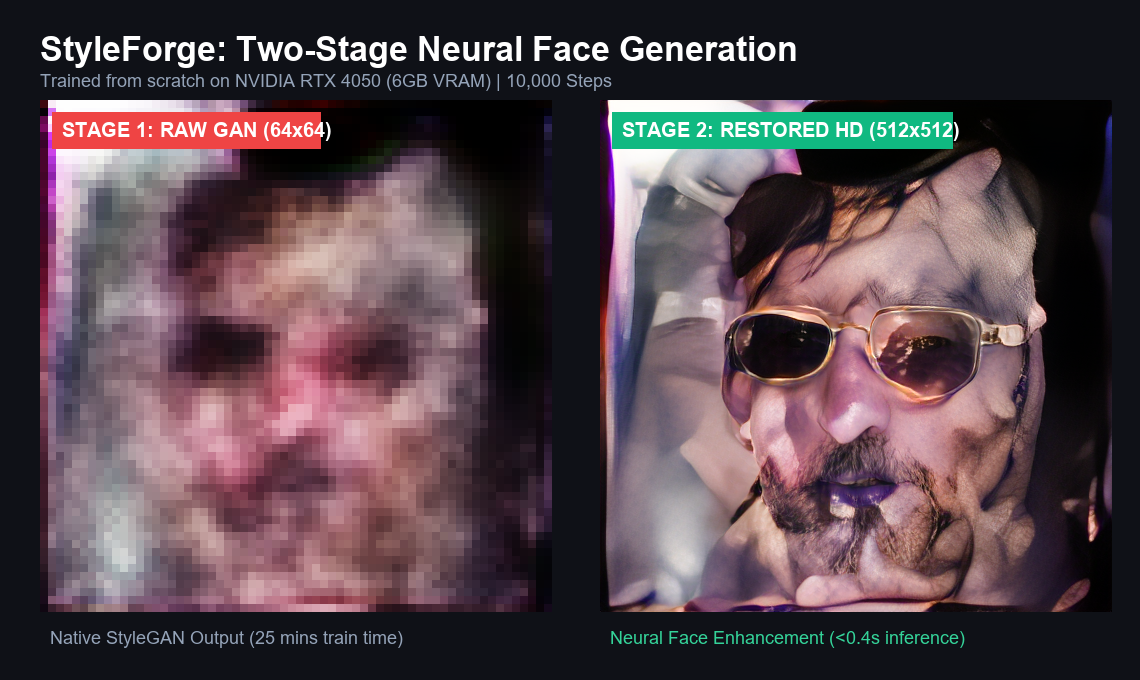 StyleForge: Two-Stage Neural Face Generation
Trained from scratch on NVIDIA RTX 4050 (6GB VRAM) | 10,000 Steps
STAGE 1: RAW GAN (64x64)
STAGE 2: RESTORED HD (512x512)
Native StyleGAN Output (25 mins train time)
Neural Face Enhancement (<0.4s inference)